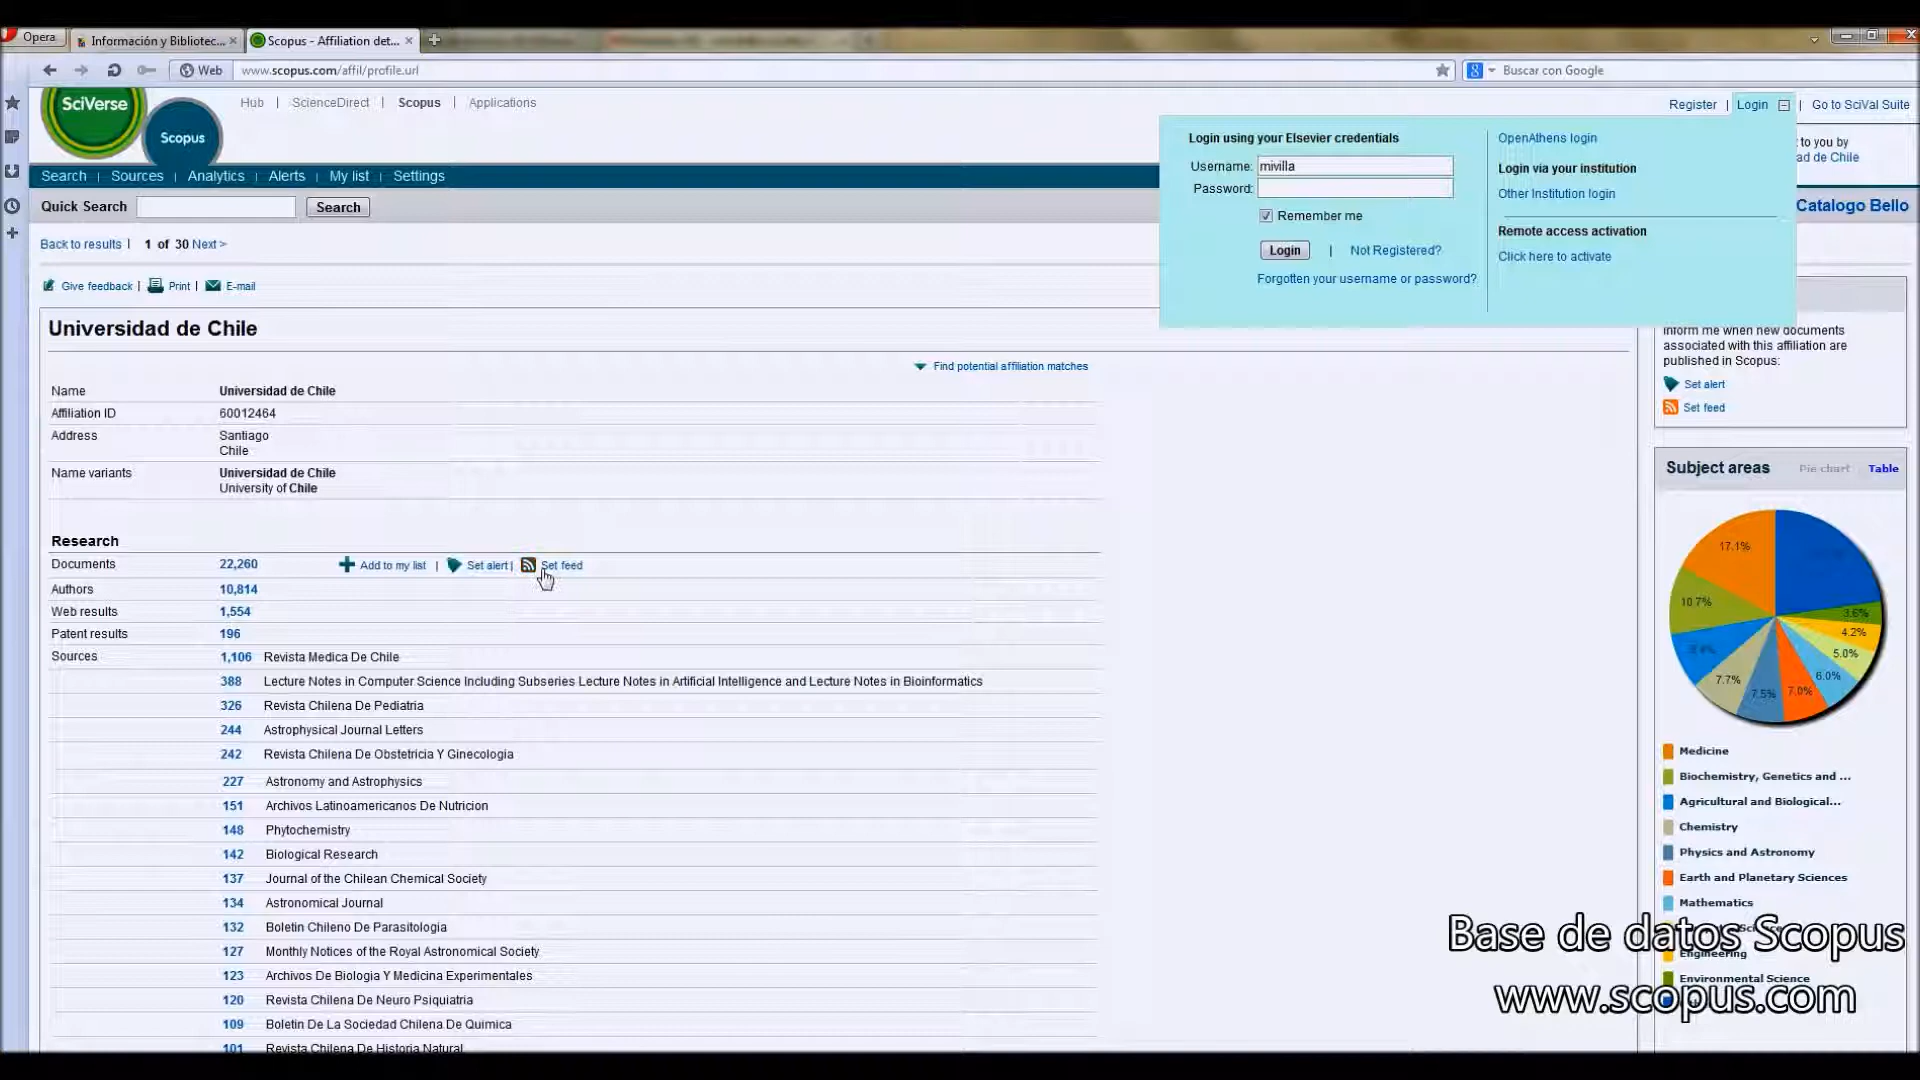 Opera
Información y Bibliotec...
Scopus - Affiliation det...
Web
www.scopus.com/affil/profile.url
Buscar con Google
SciVerse
Scopus
Hub | ScienceDirect | Scopus | Applications
Register | Login | Go to SciVal Suite
to you by
ad de Chile
Login using your Elsevier credentials
Username: mivilla
Password:
Remember me
Login | Not Registered?
Forgotten your username or password?
OpenAthens login
Login via your institution
Other Institution login
Remote access activation
Click here to activate
Search | Sources | Analytics | Alerts | My list | Settings
Quick Search Search
Catalogo Bello
Back to results | 1 of 30 Next >
Give feedback | Print | E-mail
Universidad de Chile
Find potential affiliation matches
Name Universidad de Chile
Affiliation ID 60012464
Address Santiago
Chile
Name variants Universidad de Chile
University of Chile
Research
Documents 22,260 Add to my list | Set alert | Set feed
Authors 10,814
Web results 1,554
Patent results 196
Sources 1,106 Revista Medica De Chile
388 Lecture Notes in Computer Science Including Subseries Lecture Notes in Artificial Intelligence and Lecture Notes in Bioinformatics
326 Revista Chilena De Pediatria
244 Astrophysical Journal Letters
242 Revista Chilena De Obstetricia Y Ginecologia
227 Astronomy and Astrophysics
151 Archivos Latinoamericanos De Nutricion
148 Phytochemistry
142 Biological Research
137 Journal of the Chilean Chemical Society
134 Astronomical Journal
132 Boletin Chileno De Parasitologia
127 Monthly Notices of the Royal Astronomical Society
123 Archivos De Biologia Y Medicina Experimentales
120 Revista Chilena De Neuro Psiquiatria
109 Boletin De La Sociedad Chilena De Quimica
101 Revista Chilena De Historia Natural
Inform me when new documents
associated with this affiliation are
published in Scopus:
Set alert
Set feed
Subject areas Pie chart Table
17.1%
10.7%
7.7%
7.5%
7.0%
6.0%
5.0%
4.2%
3.6%
Medicine
Biochemistry, Genetics and ...
Agricultural and Biological...
Chemistry
Physics and Astronomy
Earth and Planetary Sciences
Mathematics
Engineering
Environmental Science
Base de datos Scopus
www.scopus.com